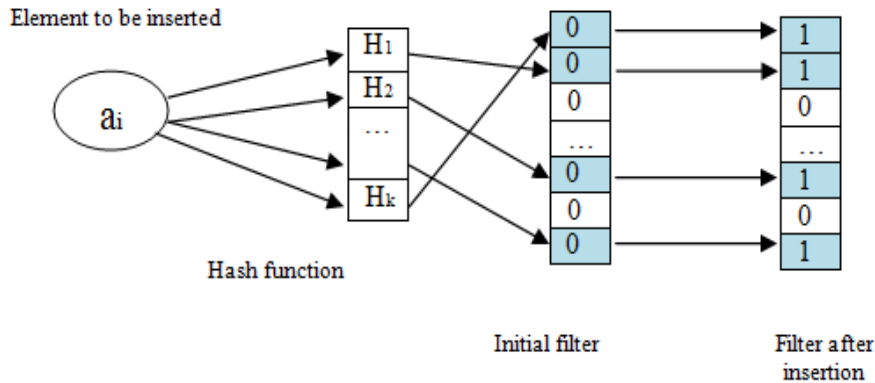 Element to be inserted
ai
H1
H2
...
Hk
Hash function
0
0
0
...
0
0
0
Initial filter
1
1
0
...
1
0
1
Filter after
insertion